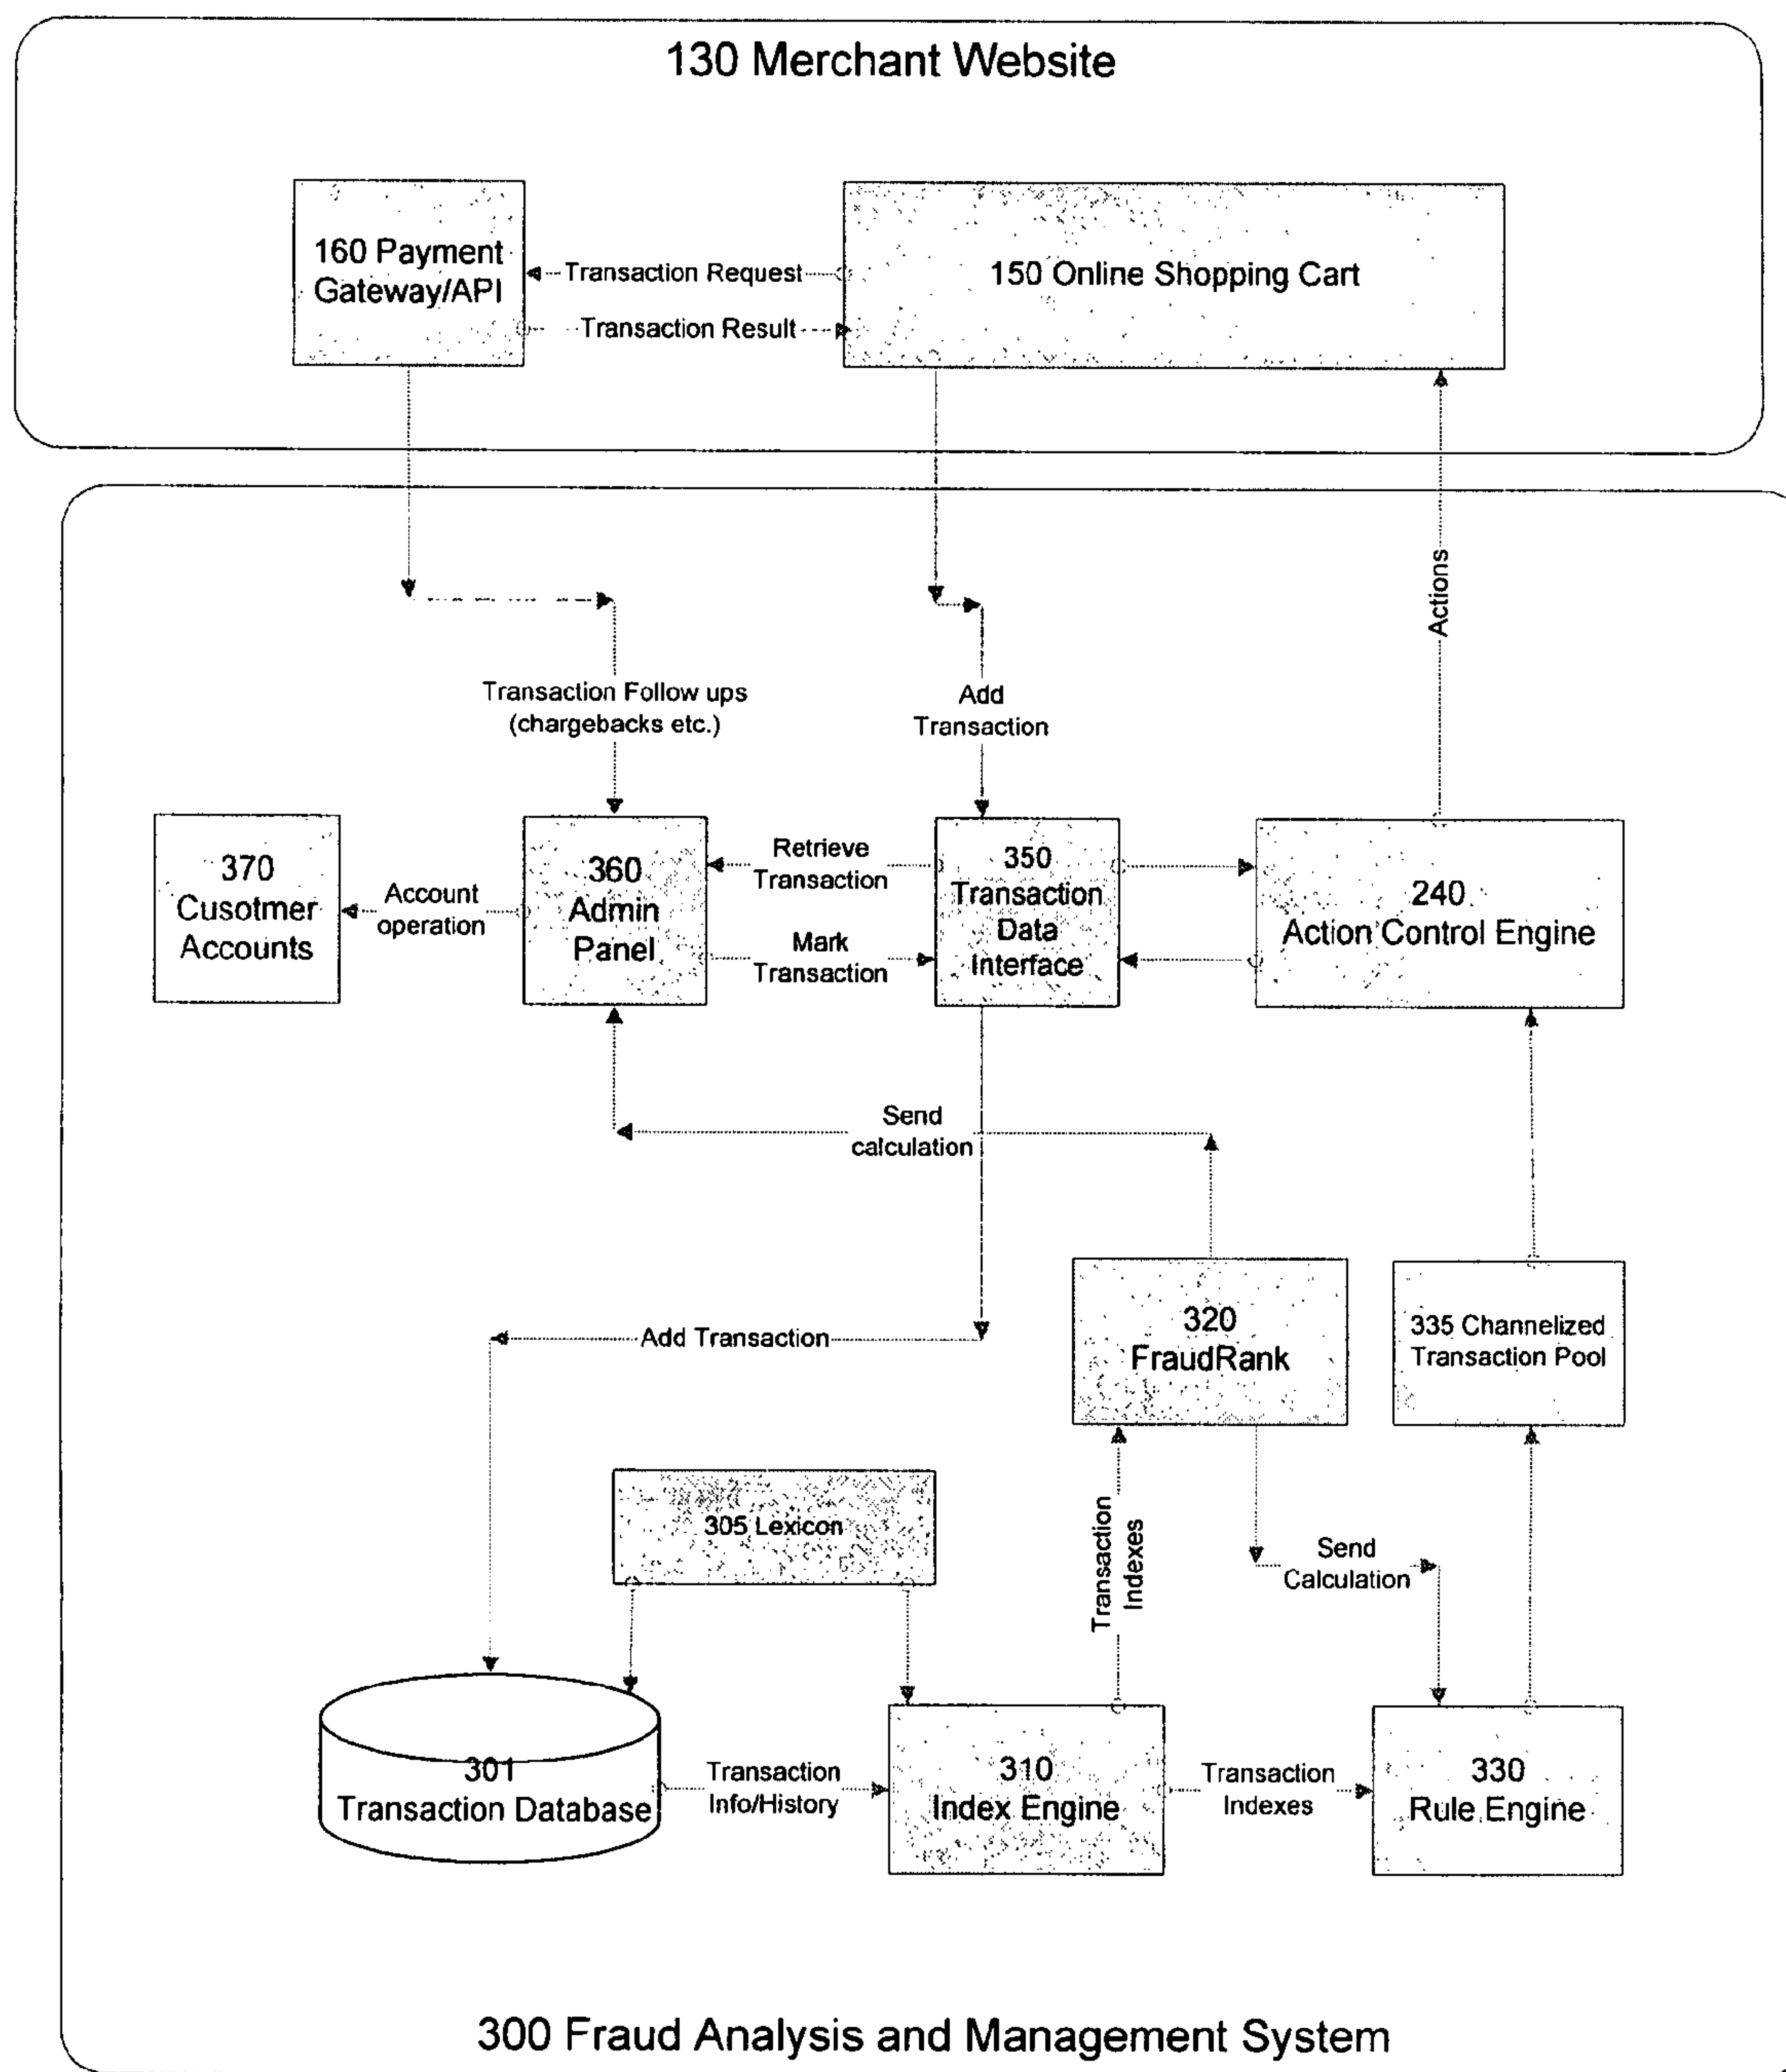 130 Merchant Website
160 Payment
Gateway/API
Transaction Request
Transaction Result
150 Online Shopping Cart
Actions
Transaction Follow ups
(chargebacks etc.)
Add
Transaction
370
Cusotmer
Accounts
Account
operation
360
Admin
Panel
Retrieve
Transaction
Mark
Transaction
350
Transaction
Data
Interface
240
Action Control Engine
Send
calculation
320
FraudRank
335 Channelized
Transaction Pool
Add Transaction
305 Lexicon
Transaction
Indexes
Send
Calculation
301
Transaction Database
Transaction
Info/History
310
Index Engine
Transaction
Indexes
330
Rule Engine
300 Fraud Analysis and Management System